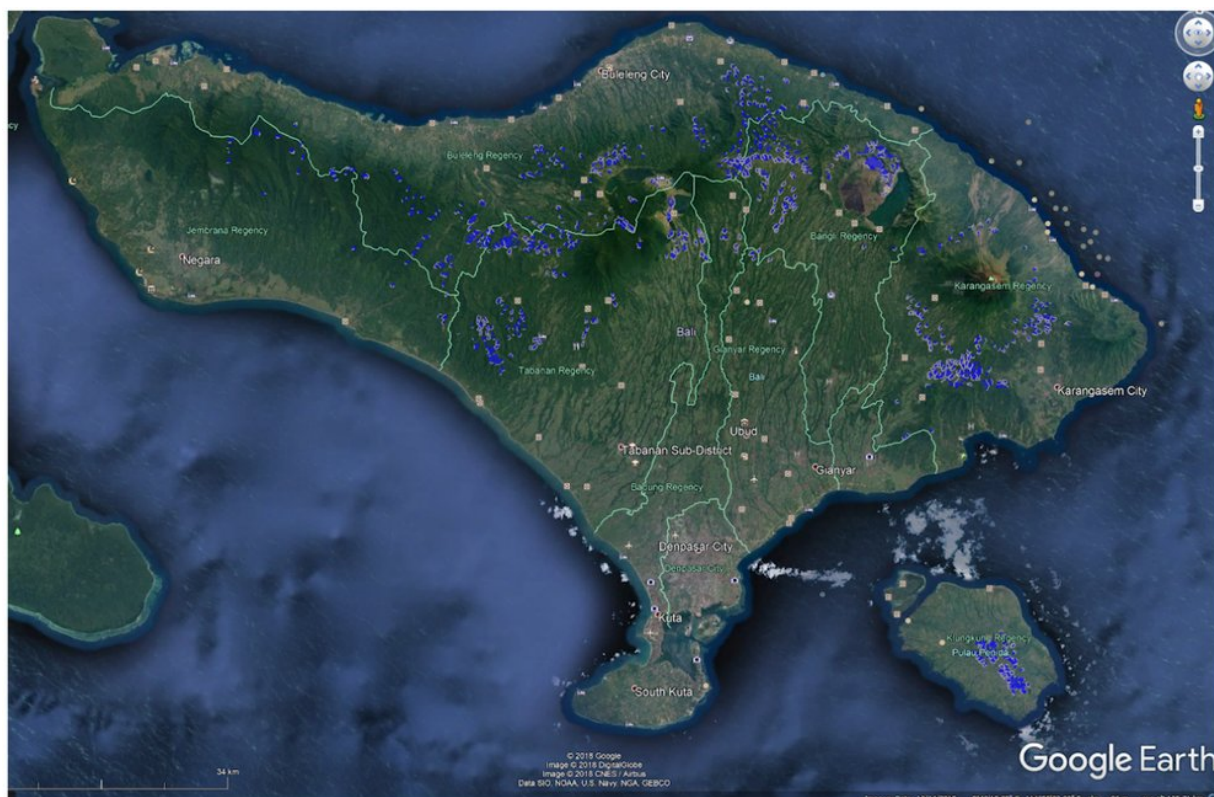 Buleleng City
Buleleng Regency
Jembrana Regency
Negara
Bangli Regency
Karangasem Regency
Bali
Gianyar Regency
Tabanan Regency
Bali
Karangasem City
Ubud
Tabanan Sub-District
Gianyar
Badung Regency
Denpasar City
Denpasar City
Kuta
Klungkung Regency
Pulau Penida
South Kuta
Google Earth
© 2018 Google
Image © 2018 DigitalGlobe
Image © 2018 CNES / Airbus
Data SIO, NOAA, U.S. Navy, NGA, GEBCO
34 km